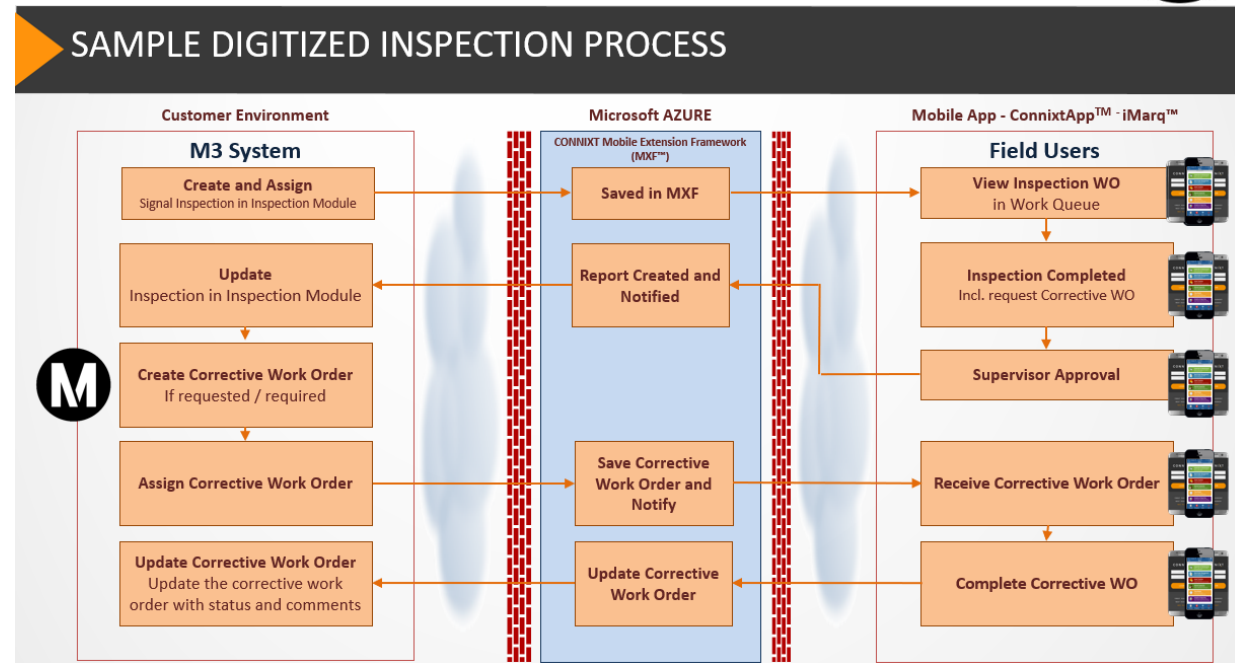 SAMPLE DIGITIZED INSPECTION PROCESS
Customer Environment
Microsoft AZURE
Mobile App - ConnixtApp™ - iMarq™
M3 System
CONNIXT Mobile Extension Framework
(MXF™)
Field Users
Create and Assign
Signal Inspection in Inspection Module
Saved in MXF
View Inspection WO
in Work Queue
Update
Inspection in Inspection Module
Report Created and
Notified
Inspection Completed
Incl. request Corrective WO
M
Create Corrective Work Order
If requested / required
Supervisor Approval
Assign Corrective Work Order
Save Corrective
Work Order and
Notify
Receive Corrective Work Order
Update Corrective Work Order
Update the corrective work
order with status and comments
Update Corrective
Work Order
Complete Corrective WO